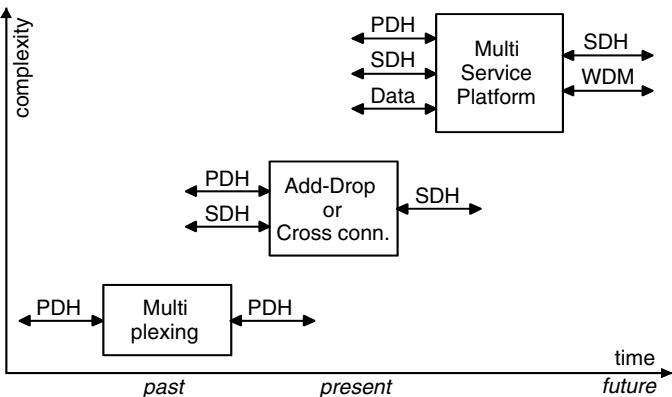 complexity
PDH
SDH
Data
Multi
Service
Platform
SDH
WDM
PDH
SDH
Add-Drop
or
Cross conn.
SDH
PDH
Multi
plexing
PDH
time
past
present
future